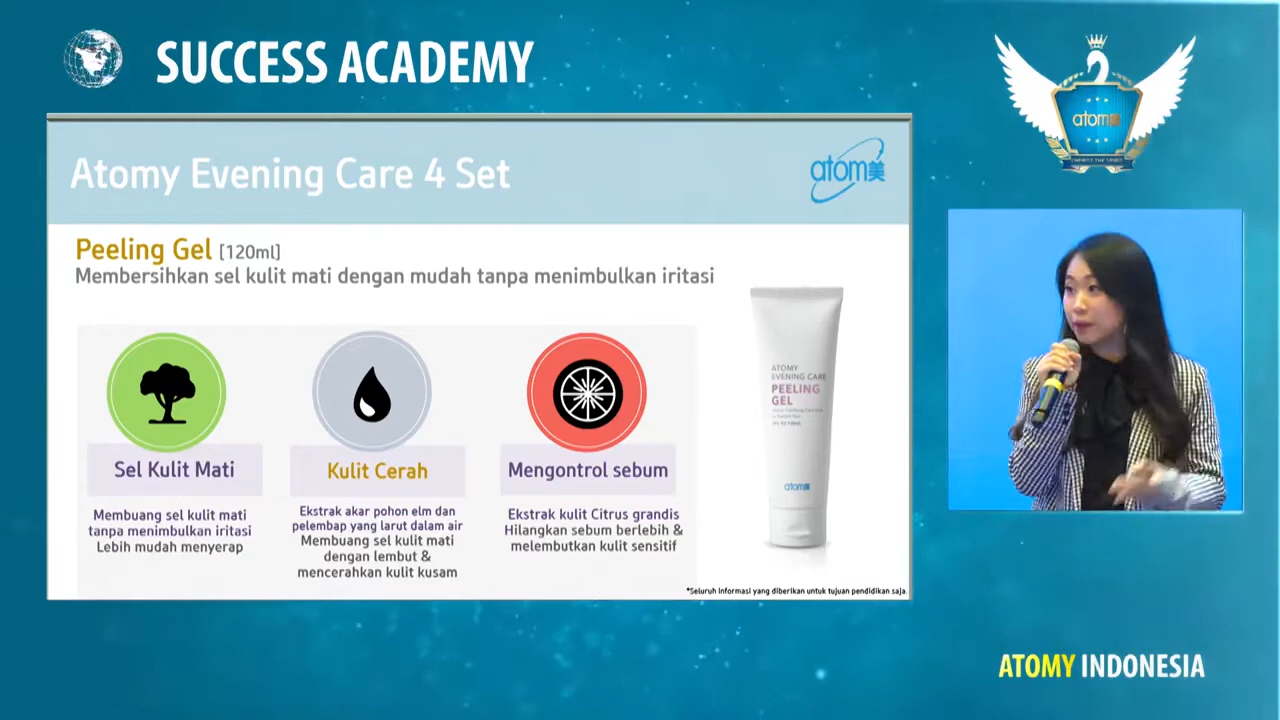 SUCCESS ACADEMY
atom美
Atomy Evening Care 4 Set
atom美
Peeling Gel [120ml]
Membersihkan sel kulit mati dengan mudah tanpa menimbulkan iritasi
ATOMY
EVENING CARE
PEELING
GEL
atom美
Sel Kulit Mati
Membuang sel kulit mati
tanpa menimbulkan iritasi
Lebih mudah menyerap
Kulit Cerah
Ekstrak akar pohon elm dan
pelembap yang larut dalam air
Membuang sel kulit mati
dengan lembut &
mencerahkan kulit kusam
Mengontrol sebum
Ekstrak kulit Citrus grandis
Hilangkan sebum berlebih &
melembutkan kulit sensitif
*Seluruh informasi yang diberikan untuk tujuan pendidikan saja.
ATOMY INDONESIA